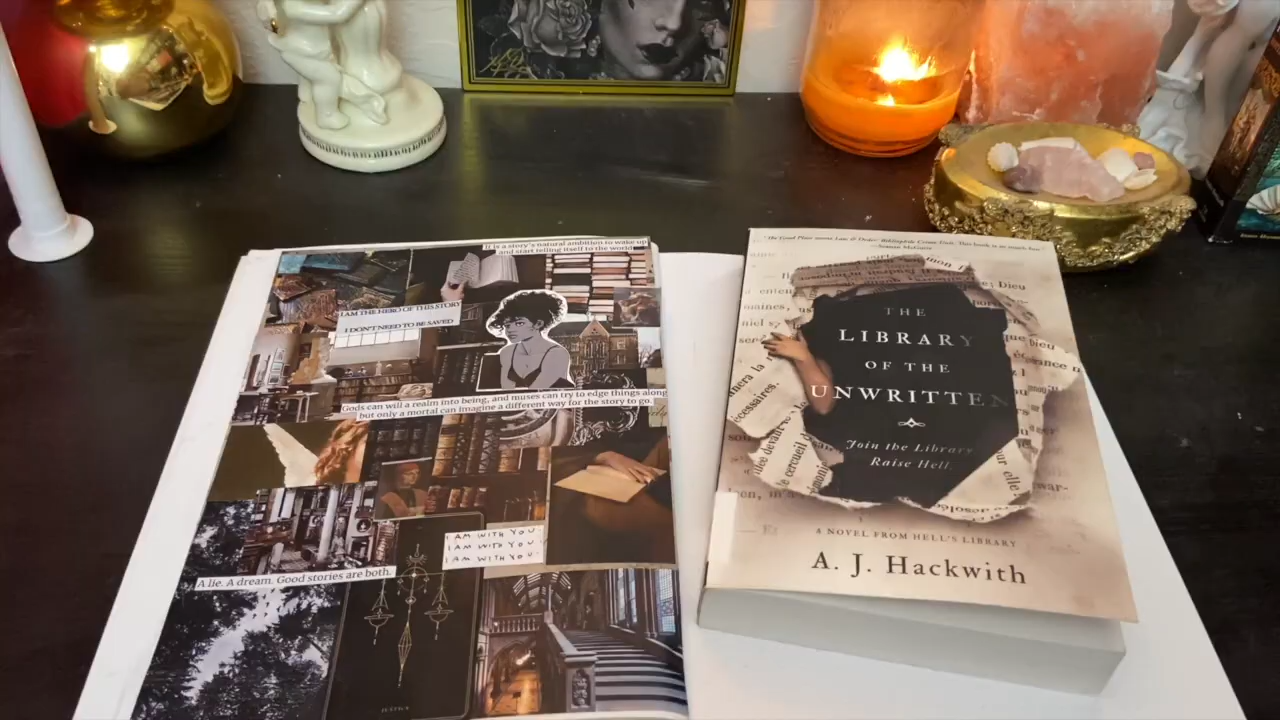 It is a story's natural ambition to wake up
and start telling itself to the world
I AM THE HERO OF THIS STORY
I DON'T NEED TO BE SAVED
Gods can will a realm into being, and muses can try to edge things along
but only a mortal can imagine a different way for the story to go.
I AM WITH YOU.
I AM WITH YOU.
I AM WITH YOU.
A lie. A dream. Good stories are both.
THE
LIBRARY
OF THE
UNWRITTEN
Join the Library
Raise Hell.
A NOVEL FROM HELL'S LIBRARY
A. J. Hackwith